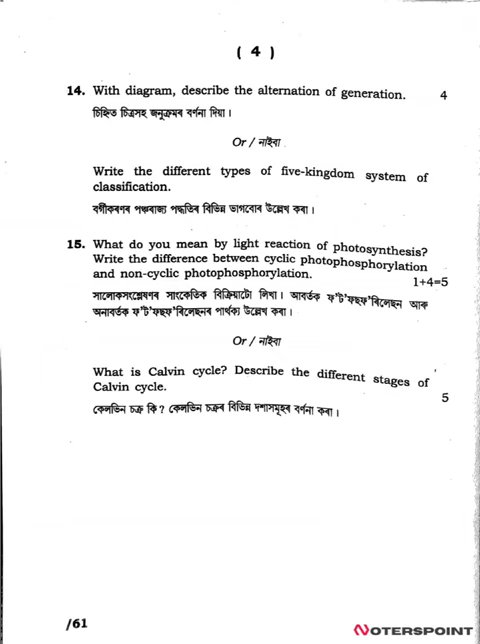 ( 4 )
14. With diagram, describe the alternation of generation. 4
চিহ্নিত চিত্ৰসহ জনুক্ৰমৰ বৰ্ণনা দিয়া ।
Or / নাইবা
Write the different types of five-kingdom system of
classification.
বৰ্গীকৰণৰ পঞ্চৰাজ্য পদ্ধতিৰ বিভিন্ন ভাগবোৰ উল্লেখ কৰা ।
15. What do you mean by light reaction of photosynthesis?
Write the difference between cyclic photophosphorylation
and non-cyclic photophosphorylation. 1+4=5
সালোকসংশ্লেষণৰ সাংকেতিক বিক্ৰিয়াটো লিখা । আবৰ্তক ফ'ট'ফছফ'ৰিলেছন আৰু
অনাবৰ্তক ফ'ট'ফছফ'ৰিলেছনৰ পাৰ্থক্য উল্লেখ কৰা ।
Or / নাইবা
What is Calvin cycle? Describe the different stages of
Calvin cycle. 5
কেলভিন চক্ৰ কি ? কেলভিন চক্ৰৰ বিভিন্ন দশাসমূহৰ বৰ্ণনা কৰা ।
/61
NOTERSPOINT